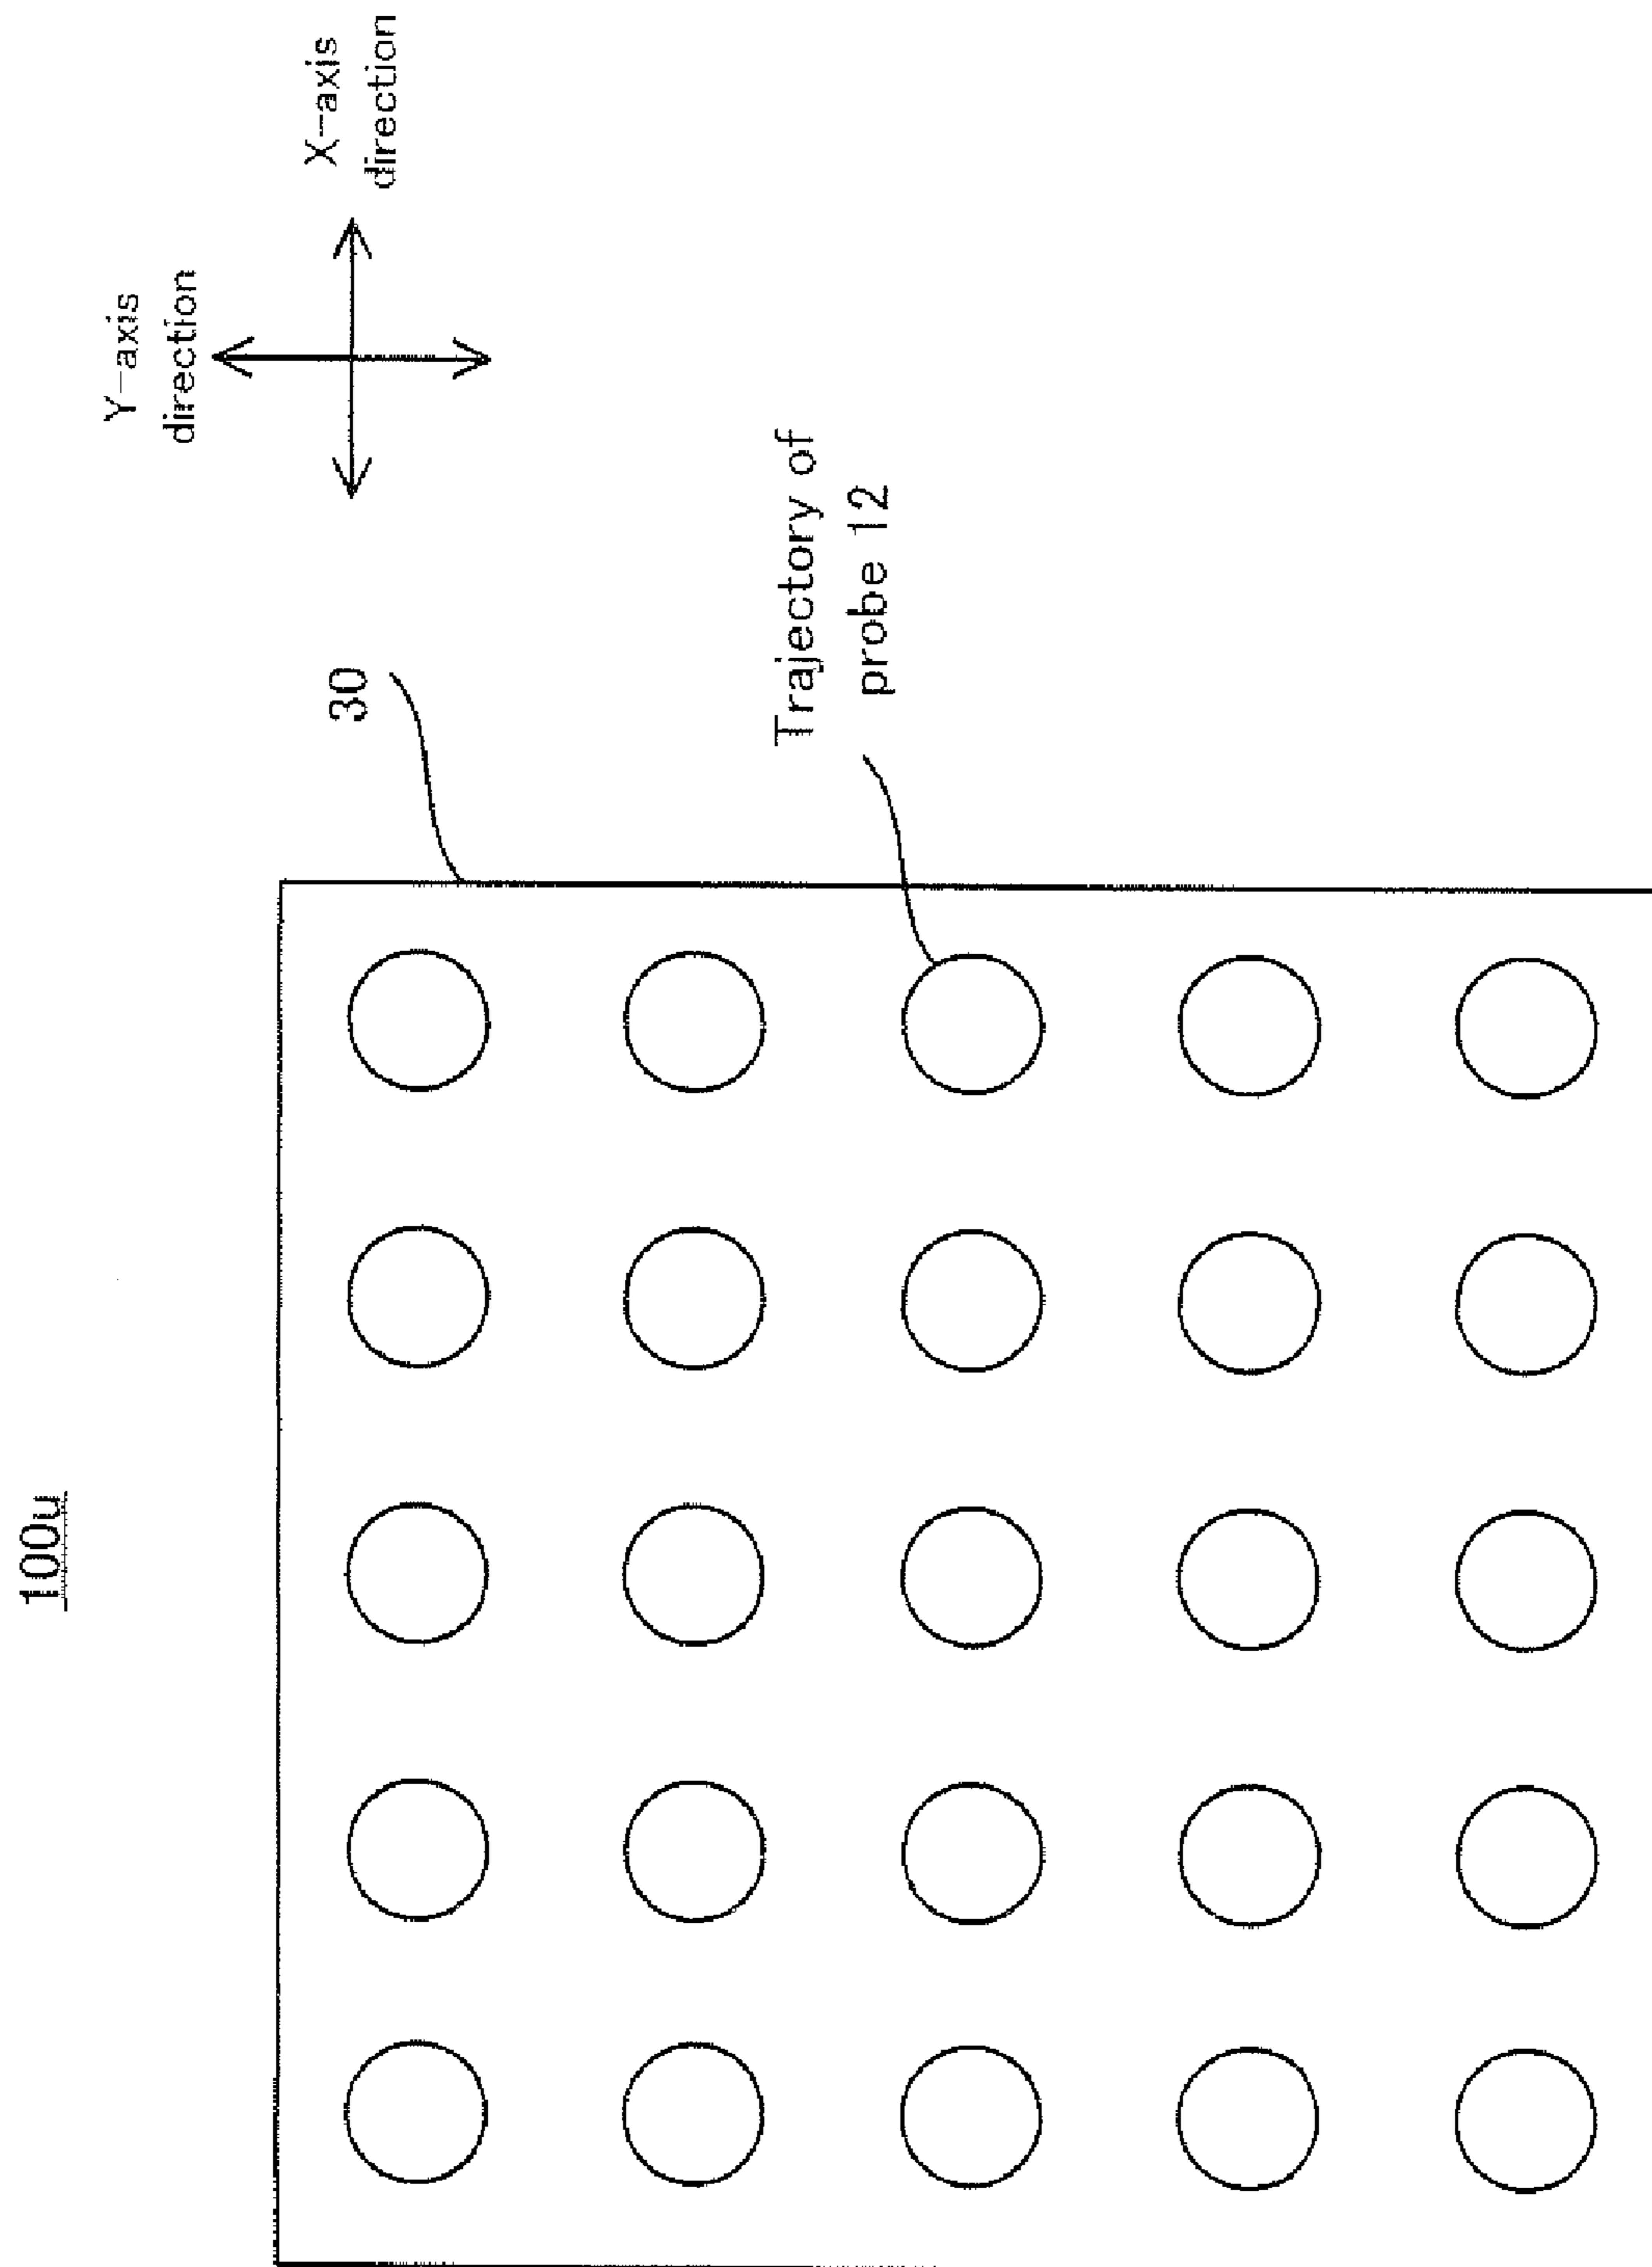 100u
Y-axis
direction
X-axis
direction
30
Trajectory of
probe 12